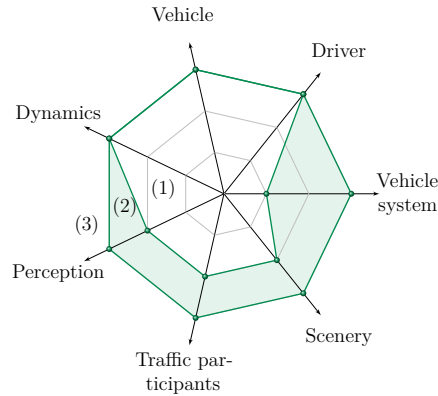 Vehicle
Driver
Dynamics
(1)
Vehicle
system
(2)
(3)
Perception
Scenery
Traffic par-
ticipants